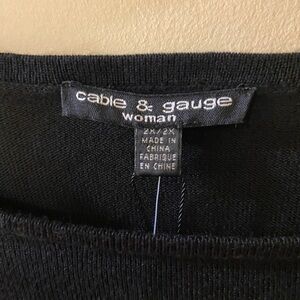 cable & gauge
woman
2X/2X
MADE IN
CHINA
FABRIQUE
EN CHINE